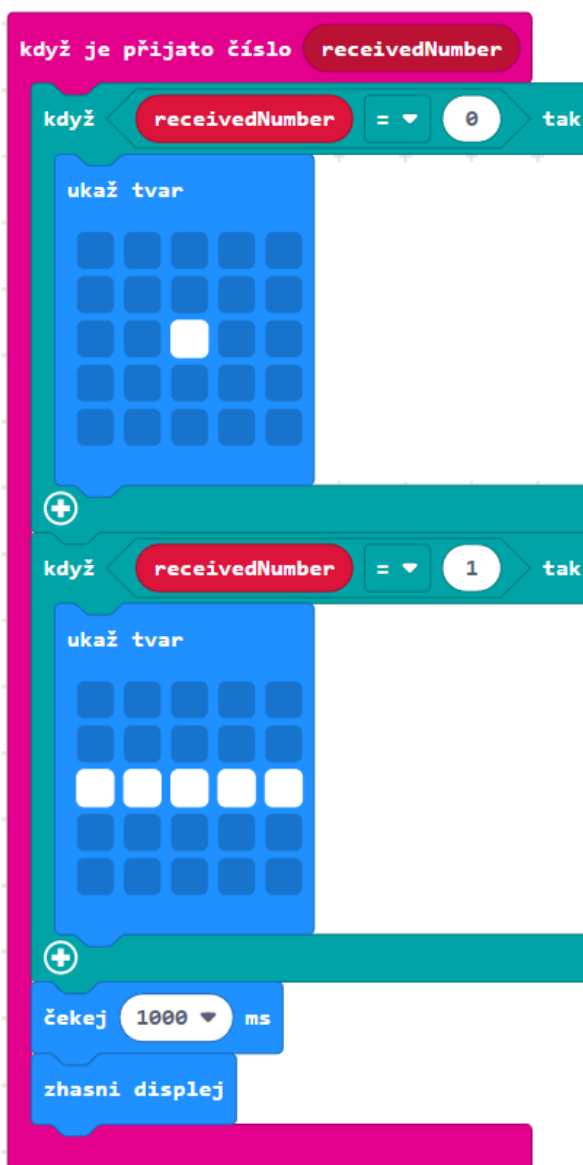 když je přijato číslo receivedNumber
když receivedNumber = 0 tak
ukaž tvar
když receivedNumber = 1 tak
ukaž tvar
čekej 1000 ms
zhasni displej